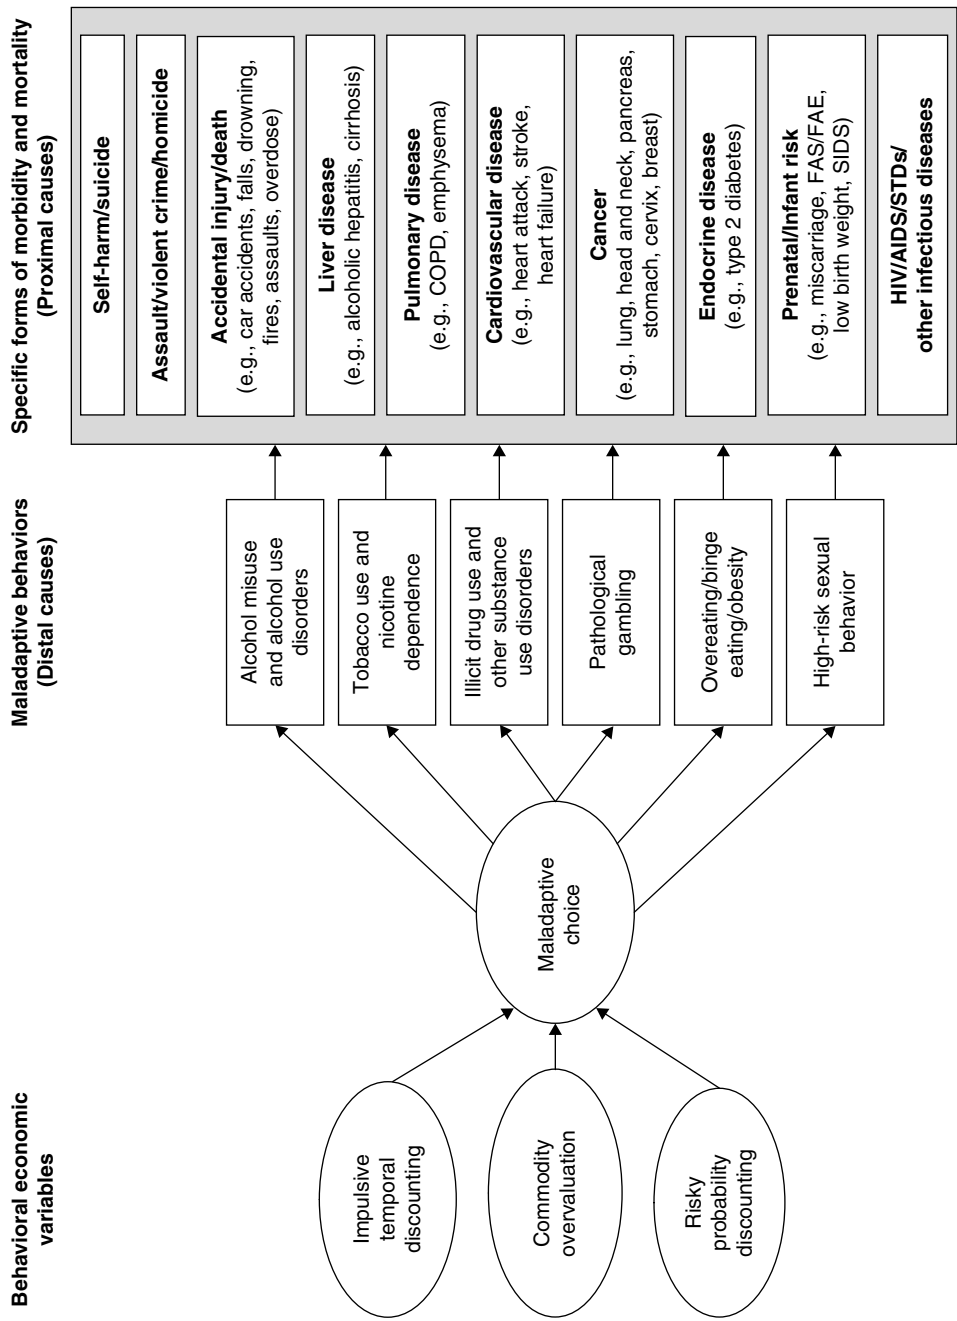 Behavioral economic
variables
Impulsive
temporal
discounting
Commodity
overvaluation
Risky
probability
discounting
Maladaptive
choice
Maladaptive behaviors
(Distal causes)
Alcohol misuse
and alcohol use
disorders
Tobacco use and
nicotine
dependence
Illicit drug use and
other substance
use disorders
Pathological
gambling
Overeating/binge
eating/obesity
High-risk sexual
behavior
Specific forms of morbidity and mortality
(Proximal causes)
Self-harm/suicide
Assault/violent crime/homicide
Accidental injury/death
(e.g., car accidents, falls, drowning,
fires, assaults, overdose)
Liver disease
(e.g., alcoholic hepatitis, cirrhosis)
Pulmonary disease
(e.g., COPD, emphysema)
Cardiovascular disease
(e.g., heart attack, stroke,
heart failure)
Cancer
(e.g., lung, head and neck, pancreas,
stomach, cervix, breast)
Endocrine disease
(e.g., type 2 diabetes)
Prenatal/Infant risk
(e.g., miscarriage, FAS/FAE,
low birth weight, SIDS)
HIV/AIDS/STDs/
other infectious diseases